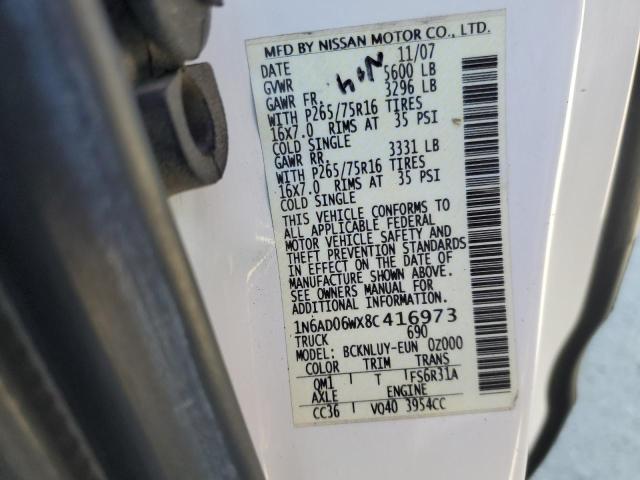 MFD BY NISSAN MOTOR CO., LTD.
DATE 11/07
GVWR 5600 LB
GAWR FR. 3296 LB
WITH P265/75R16 TIRES
16X7.0 RIMS AT 35 PSI
COLD SINGLE
GAWR RR. 3331 LB
WITH P265/75R16 TIRES
16X7.0 RIMS AT 35 PSI
COLD SINGLE
THIS VEHICLE CONFORMS TO
ALL APPLICABLE FEDERAL
MOTOR VEHICLE SAFETY AND
THEFT PREVENTION STANDARDS
IN EFFECT ON THE DATE OF
MANUFACTURE SHOWN ABOVE.
SEE OWNERS MANUAL FOR
ADDITIONAL INFORMATION.
1N6AD06WX8C416973
TRUCK 690
MODEL: BCKNLUY-EUN 0Z000
COLOR TRIM TRANS
QM1 T FS6R31A
AXLE ENGINE
CC36 VQ40 3954CC